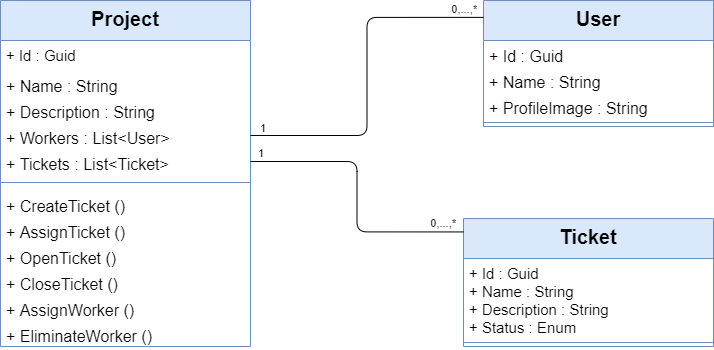 Project
+ Id : Guid
+ Name : String
+ Description : String
+ Workers : List<User>
+ Tickets : List<Ticket>
+ CreateTicket ()
+ AssignTicket ()
+ OpenTicket ()
+ CloseTicket ()
+ AssignWorker ()
+ EliminateWorker ()
1
0,...,*
1
0,...,*
User
+ Id : Guid
+ Name : String
+ ProfileImage : String
Ticket
+ Id : Guid
+ Name : String
+ Description : String
+ Status : Enum